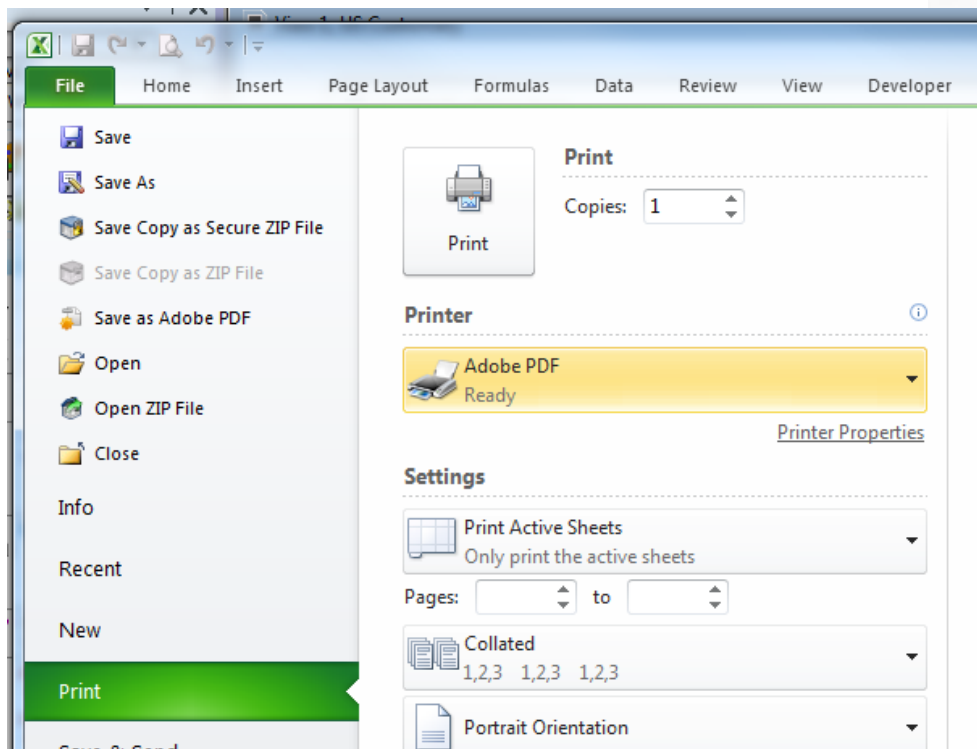 File Home Insert Page Layout Formulas Data Review View Developer
Save
Save As
Save Copy as Secure ZIP File
Save Copy as ZIP File
Save as Adobe PDF
Open
Open ZIP File
Close
Info
Recent
New
Print
Save & Send
Print
Print
Copies: 1
Printer
Adobe PDF
Ready
Printer Properties
Settings
Print Active Sheets
Only print the active sheets
Pages: to
Collated
1,2,3 1,2,3 1,2,3
Portrait Orientation